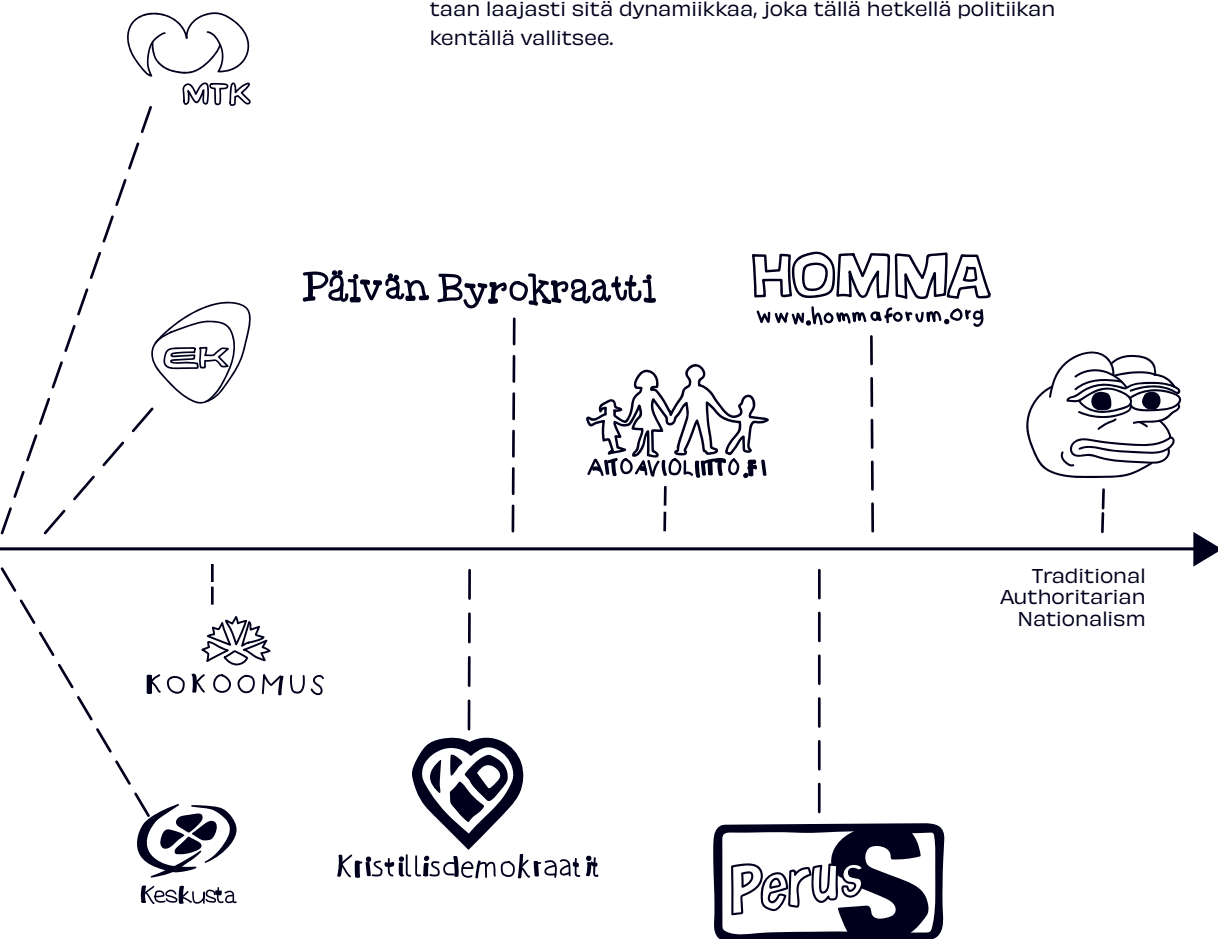 taan laajasti sitä dynamiikkaa, joka tällä hetkellä politiikan
kentällä vallitsee.
MTK
EK
Päivän Byrokraatti
HOMMA
www.hommaforum.org
AITOAVIOLIITTO.FI
Traditional
Authoritarian
Nationalism
KOKOOMUS
KD
Kristillisdemokraatit
Keskusta
PerusS